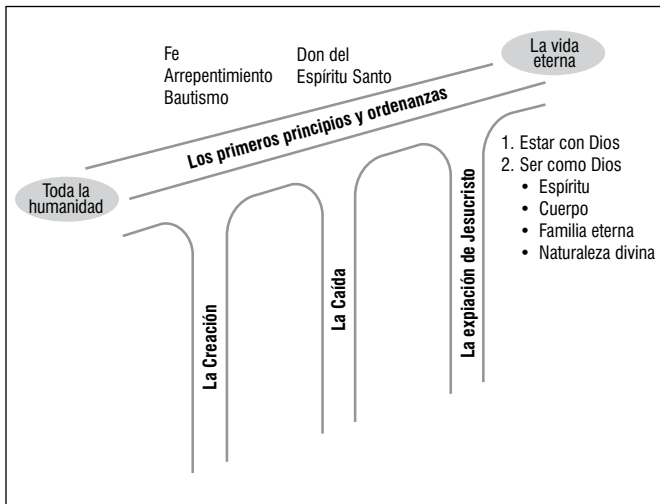 Fe
Arrepentimiento
Bautismo
Don del
Espíritu Santo
La vida
eterna
Los primeros principios y ordenanzas
Toda la
humanidad
La Creación
La Caída
La expiación de Jesucristo
1. Estar con Dios
2. Ser como Dios
• Espíritu
• Cuerpo
• Familia eterna
• Naturaleza divina